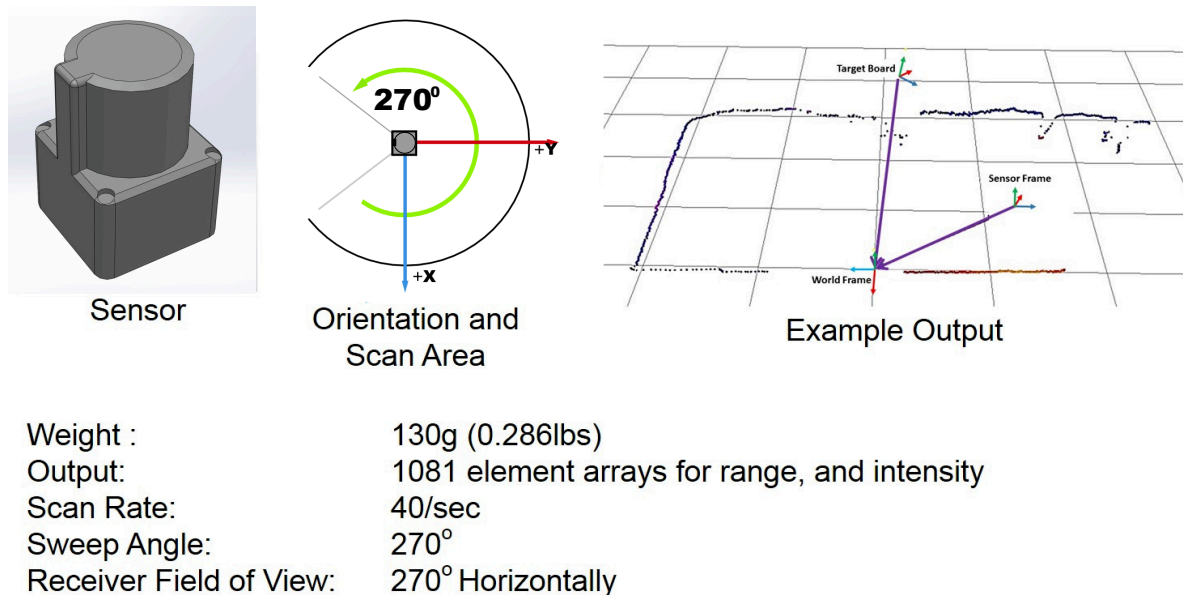 270⁰
+Y
+X
Target Board
Sensor Frame
World Frame
Sensor
Orientation and
Scan Area
Example Output
Weight : 130g (0.286lbs)
Output: 1081 element arrays for range, and intensity
Scan Rate: 40/sec
Sweep Angle: 270°
Receiver Field of View: 270° Horizontally